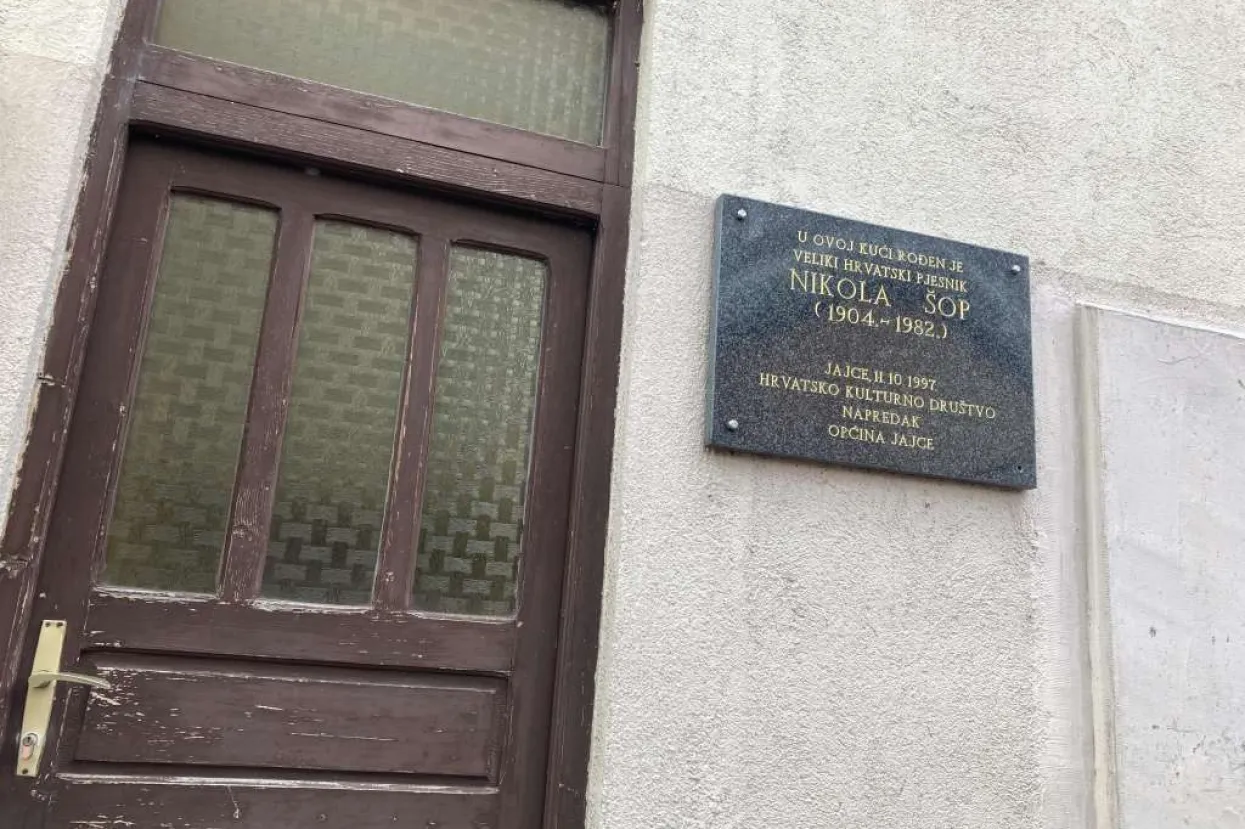 U OVOJ KUĆI ROĐEN JE
VELIKI HRVATSKI PJESNIK
NIKOLA ŠOP
(1904.-1982.)
JAJCE, 11. 10. 1997.
HRVATSKO KULTURNO DRUŠTVO
NAPREDAK
OPĆINA JAJCE